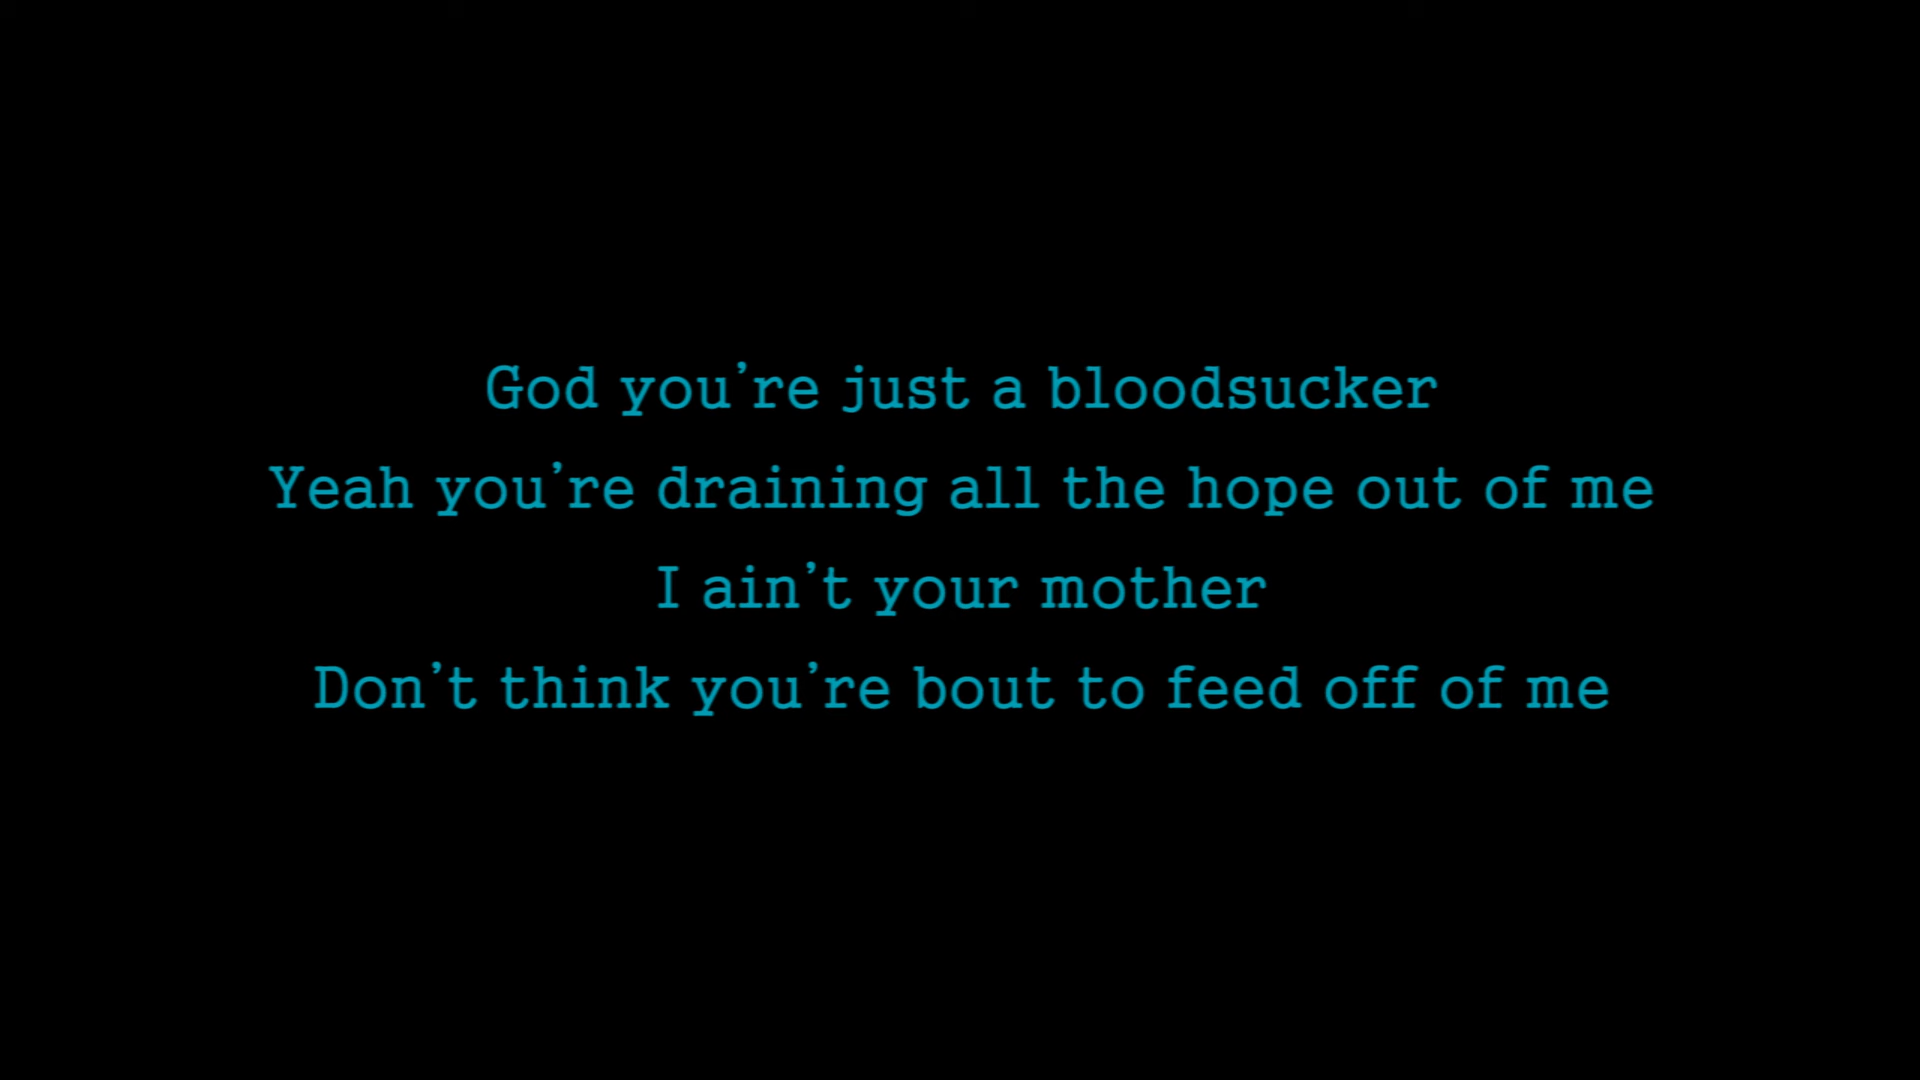 God you’re just a bloodsucker
Yeah you’re draining all the hope out of me
I ain’t your mother
Don’t think you’re bout to feed off of me